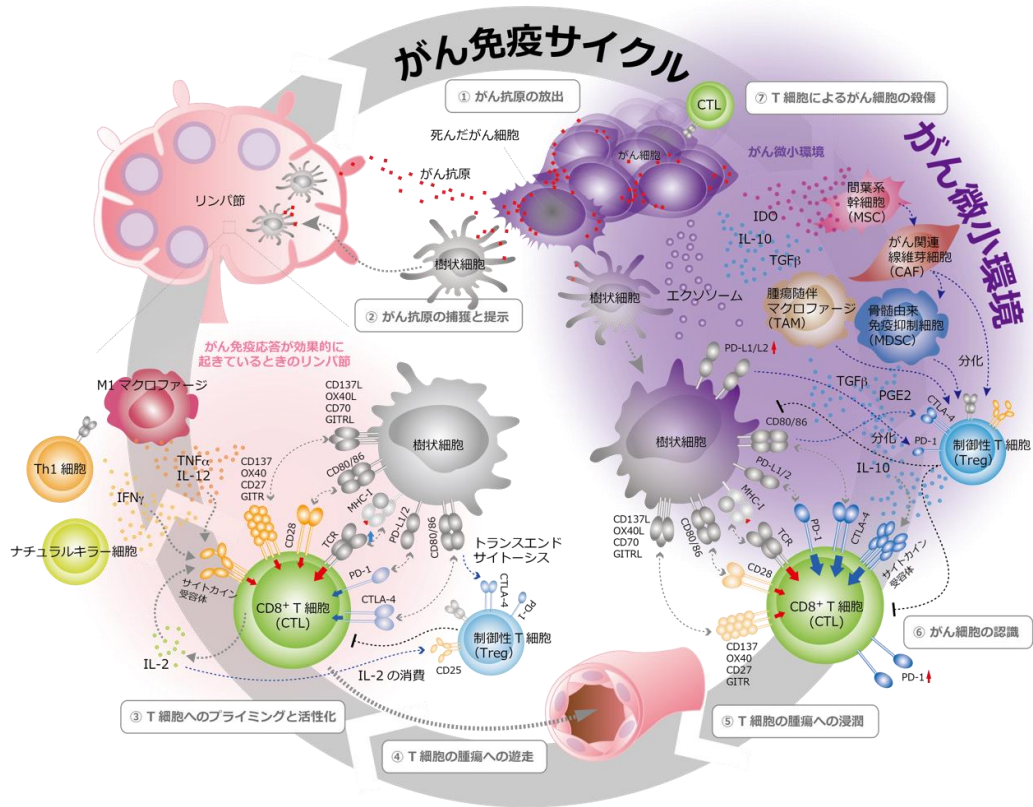 がん免疫サイクル
① がん抗原の放出
CTL
⑦ T 細胞によるがん細胞の殺傷
死んだがん細胞
がん細胞
がん微小環境
がん微小環境
がん抗原
リンパ節
樹状細胞
② がん抗原の捕獲と提示
間葉系
幹細胞
(MSC)
IDO
IL-10
TGFβ
がん関連
線維芽細胞
(CAF)
樹状細胞
エクソソーム
腫瘍随伴
マクロファージ
(TAM)
骨髄由来
免疫抑制細胞
(MDSC)
がん免疫応答が効果的に
起きているときのリンパ節
M1 マクロファージ
Th1 細胞
TNFα
IL-12
IFNγ
ナチュラルキラー細胞
CD137L
OX40L
CD70
GITRL
樹状細胞
CD137
OX40
CD27
GITR
CD80/86
CD28
MHC-I
TCR
PD-L1/2
CD80/86
サイトカイン
受容体
PD-1
CTLA-4
CD8+ T 細胞
(CTL)
IL-2
トランスエンド
サイトーシス
CTLA-4
PD-1
制御性 T 細胞
(Treg)
CD25
IL-2 の消費
PD-L1/L2
TGFβ
PGE2
分化
CTLA-4
PD-1
制御性 T 細胞
(Treg)
分化
IL-10
樹状細胞
CD80/86
PD-L1/2
MHC-I
CD137L
OX40L
CD70
GITRL
CD80/86
TCR
CD28
PD-1
CTLA-4
サイトカイン
受容体
CD8+ T 細胞
(CTL)
CD137
OX40
CD27
GITR
PD-1
⑥ がん細胞の認識
③ T 細胞へのプライミングと活性化
④ T 細胞の腫瘍への遊走
⑤ T 細胞の腫瘍への浸潤